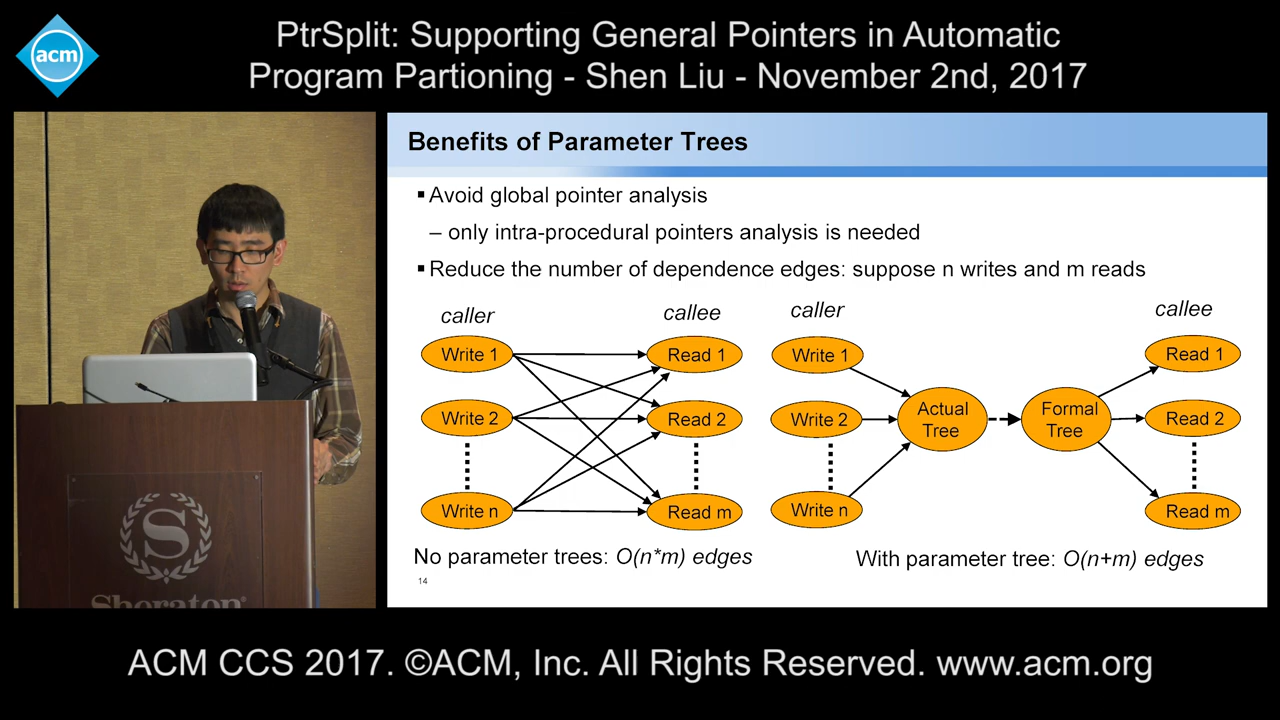 acm
PtrSplit: Supporting General Pointers in Automatic
Program Partioning - Shen Liu - November 2nd, 2017
Benefits of Parameter Trees
▪ Avoid global pointer analysis
– only intra-procedural pointers analysis is needed
▪ Reduce the number of dependence edges: suppose n writes and m reads
caller callee caller callee
Write 1 Read 1 Write 1 Read 1
Write 2 Read 2 Write 2 Actual Tree Formal Tree Read 2
Write n Read m Write n Read m
No parameter trees: O(n*m) edges
With parameter tree: O(n+m) edges
14
S
Sheraton
ACM CCS 2017. ©ACM, Inc. All Rights Reserved. www.acm.org